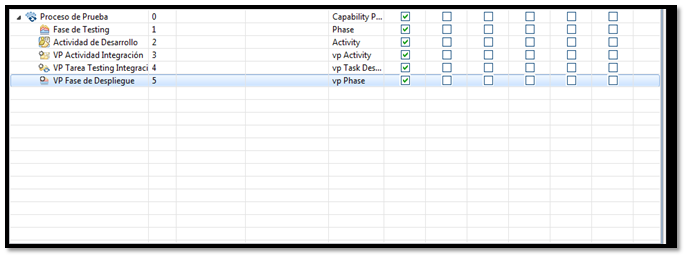 Proceso de Prueba 0 Capability P...
Fase de Testing 1 Phase
Actividad de Desarrollo 2 Activity
VP Actividad Integración 3 vp Activity
VP Tarea Testing Integraci 4 vp Task Des...
VP Fase de Despliegue 5 vp Phase